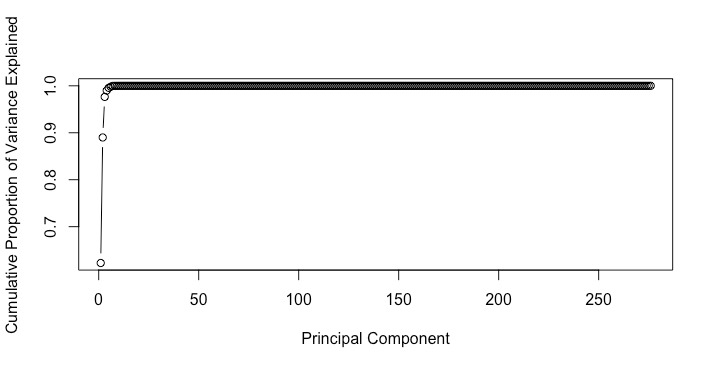 Cumulative Proportion of Variance Explained
1.0
0.9
0.8
0.7
0 50 100 150 200 250
Principal Component